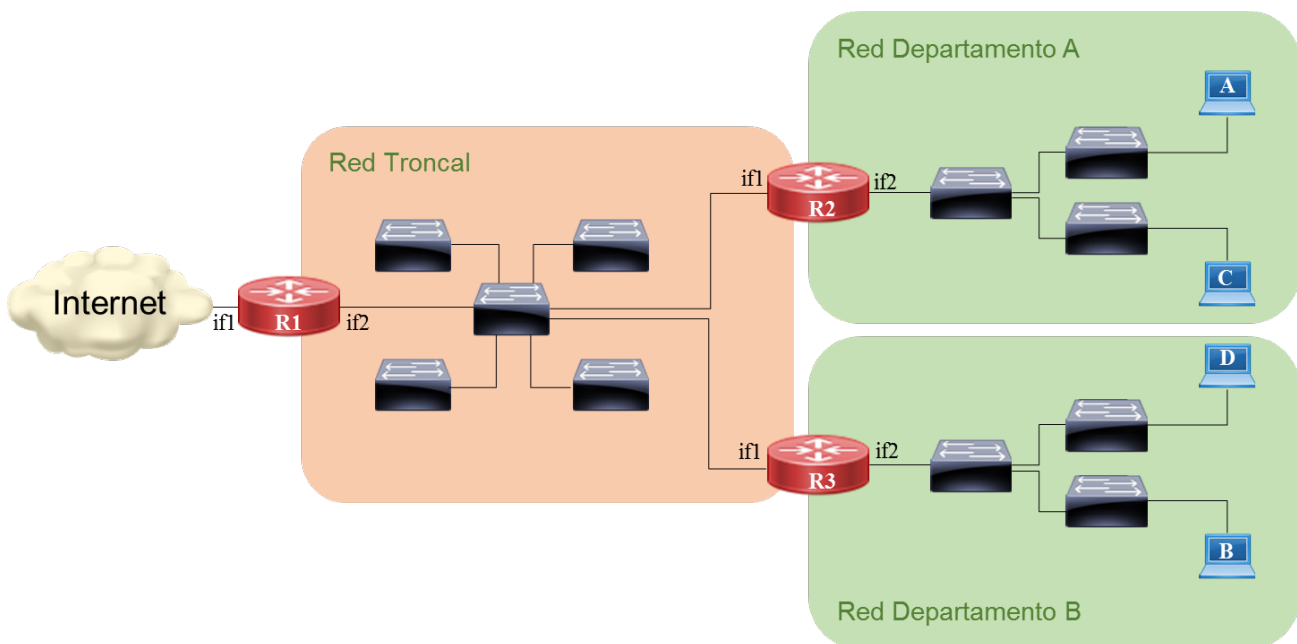 Red Departamento A
A
Red Troncal
if1
if2
R2
C
Internet
if1
R1
if2
D
if1
if2
R3
B
Red Departamento B